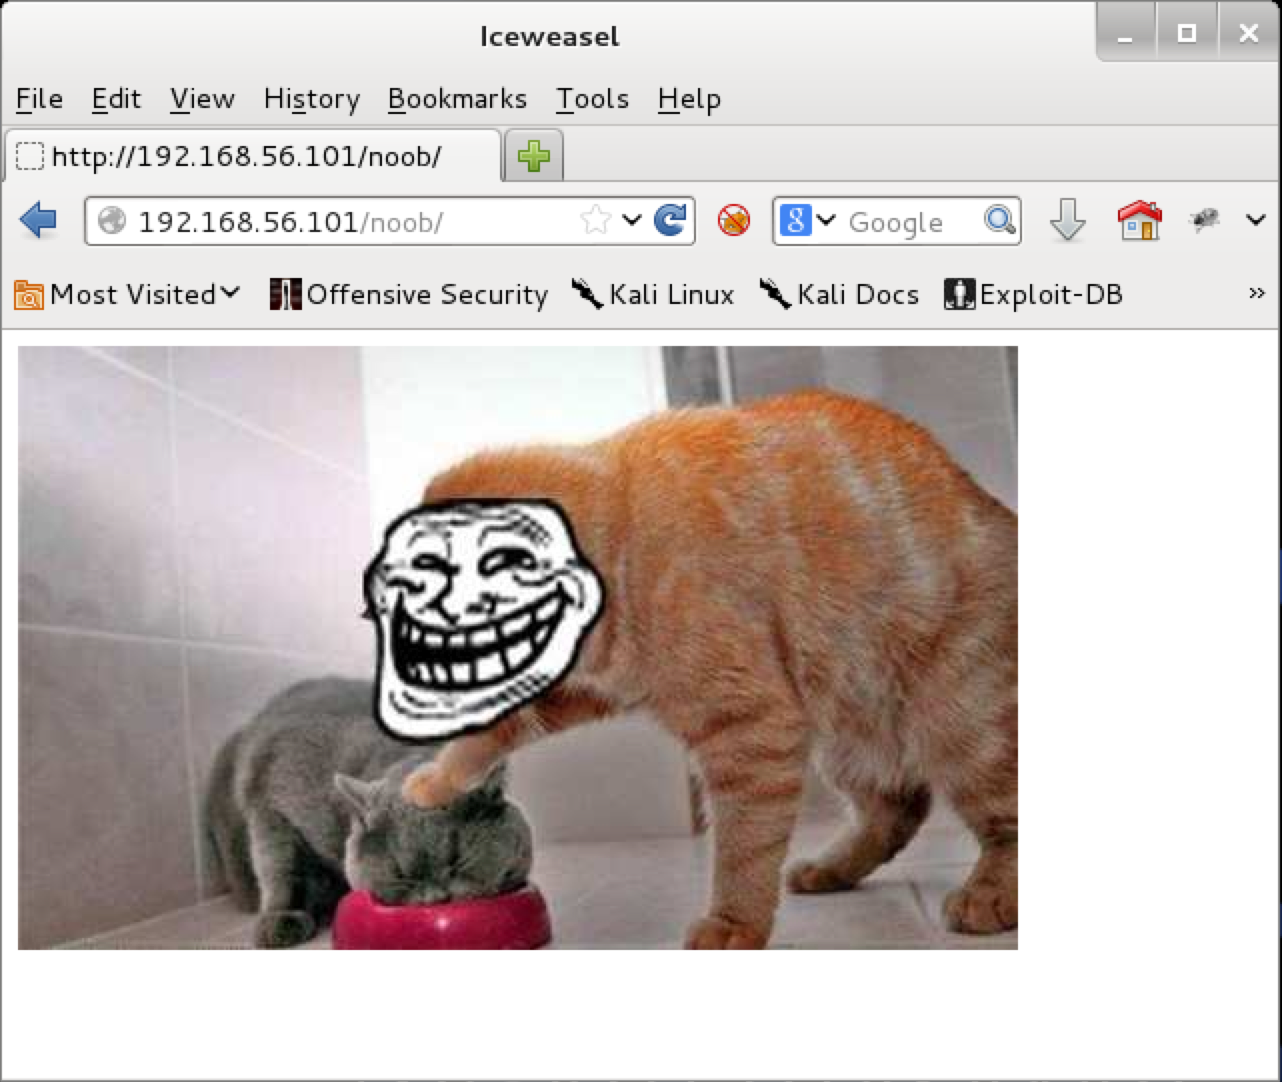 Iceweasel
File Edit View History Bookmarks Tools Help
http://192.168.56.101/noob/
192.168.56.101/noob/ 8 Google
Most Visited Offensive Security Kali Linux Kali Docs Exploit-DB »